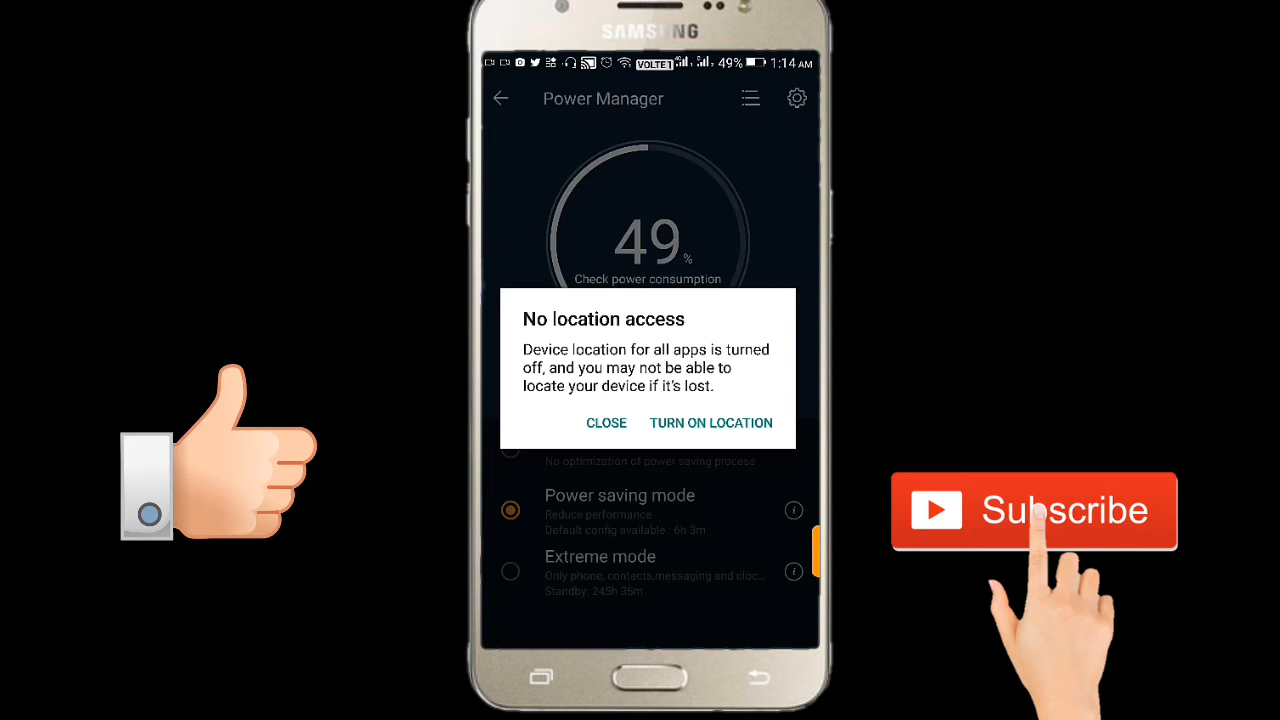 SAMSUNG
VOLTE1 49% 1:14 AM
Power Manager
49%
Check power consumption
No location access
Device location for all apps is turned
off, and you may not be able to
locate your device if it's lost.
CLOSE TURN ON LOCATION
No optimization of power saving process
Power saving mode
Reduce performance
Default config available : 6h 3m
Extreme mode
Only phone, contacts,messaging and cloc...
Standby: 245h 36m
Subscribe